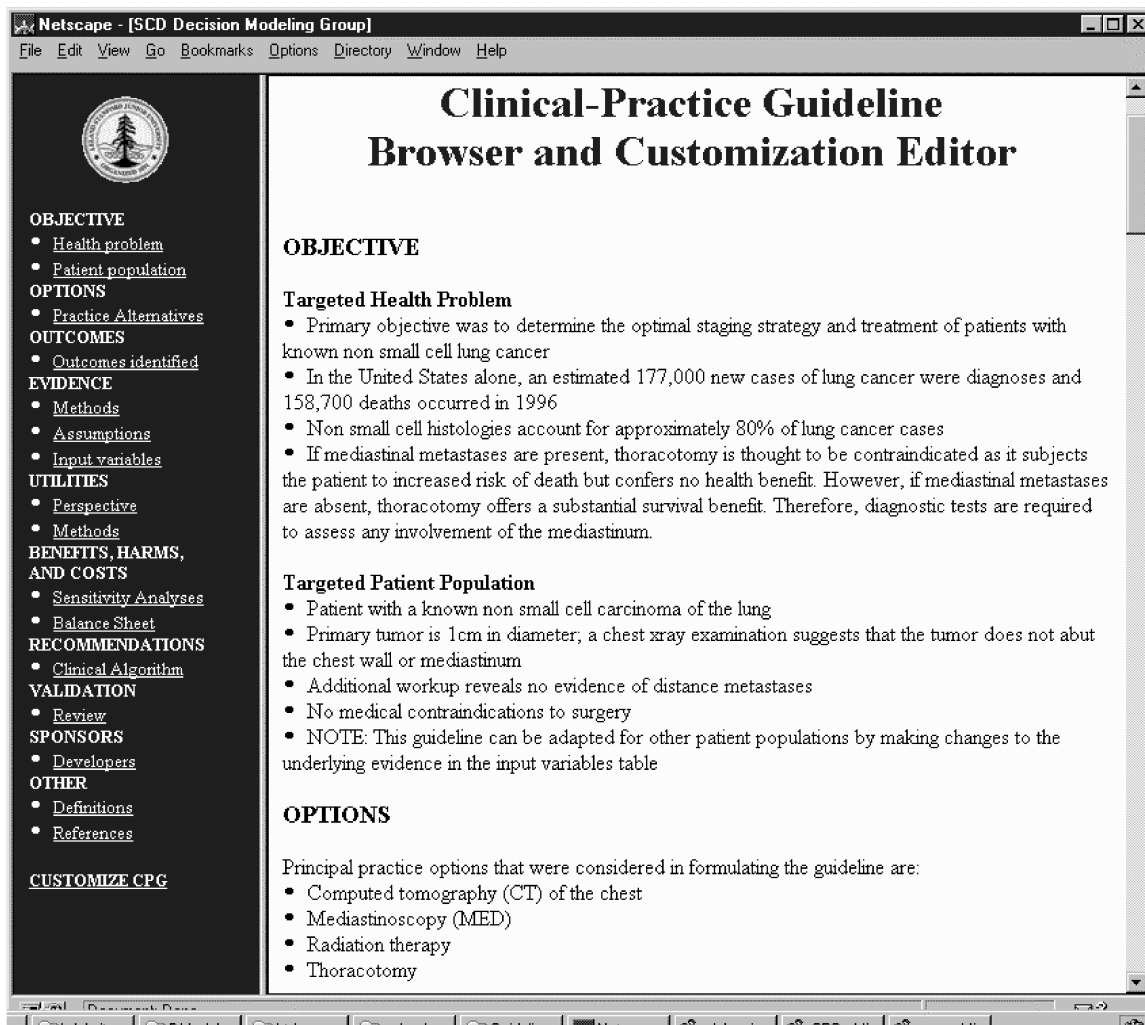 Netscape - [SCD Decision Modeling Group]
File Edit View Go Bookmarks Options Directory Window Help
OBJECTIVE
• Health problem
• Patient population
OPTIONS
• Practice Alternatives
OUTCOMES
• Outcomes identified
EVIDENCE
• Methods
• Assumptions
• Input variables
UTILITIES
• Perspective
• Methods
BENEFITS, HARMS,
AND COSTS
• Sensitivity Analyses
• Balance Sheet
RECOMMENDATIONS
• Clinical Algorithm
VALIDATION
• Review
SPONSORS
• Developers
OTHER
• Definitions
• References
CUSTOMIZE CPG
Clinical-Practice Guideline
Browser and Customization Editor
OBJECTIVE
Targeted Health Problem
• Primary objective was to determine the optimal staging strategy and treatment of patients with
known non small cell lung cancer
• In the United States alone, an estimated 177,000 new cases of lung cancer were diagnoses and
158,700 deaths occurred in 1996
• Non small cell histologies account for approximately 80% of lung cancer cases
• If mediastinal metastases are present, thoracotomy is thought to be contraindicated as it subjects
the patient to increased risk of death but confers no health benefit. However, if mediastinal metastases
are absent, thoracotomy offers a substantial survival benefit. Therefore, diagnostic tests are required
to assess any involvement of the mediastinum.
Targeted Patient Population
• Patient with a known non small cell carcinoma of the lung
• Primary tumor is 1cm in diameter; a chest xray examination suggests that the tumor does not abut
the chest wall or mediastinum
• Additional workup reveals no evidence of distance metastases
• No medical contraindications to surgery
• NOTE: This guideline can be adapted for other patient populations by making changes to the
underlying evidence in the input variables table
OPTIONS
Principal practice options that were considered in formulating the guideline are:
• Computed tomography (CT) of the chest
• Mediastinoscopy (MED)
• Radiation therapy
• Thoracotomy
Document: Done